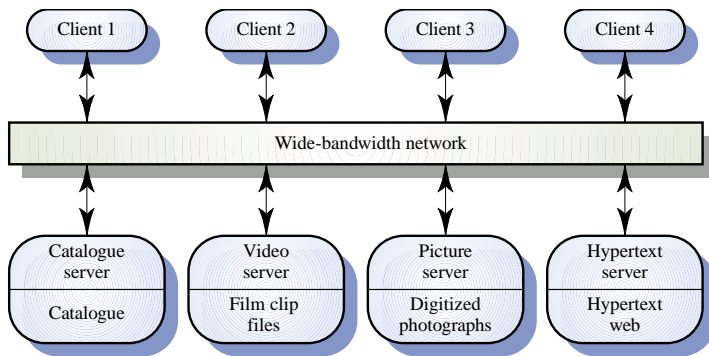 Client 1
Client 2
Client 3
Client 4
Wide-bandwidth network
Catalogue
server
Catalogue
Video
server
Film clip
files
Picture
server
Digitized
photographs
Hypertext
server
Hypertext
web